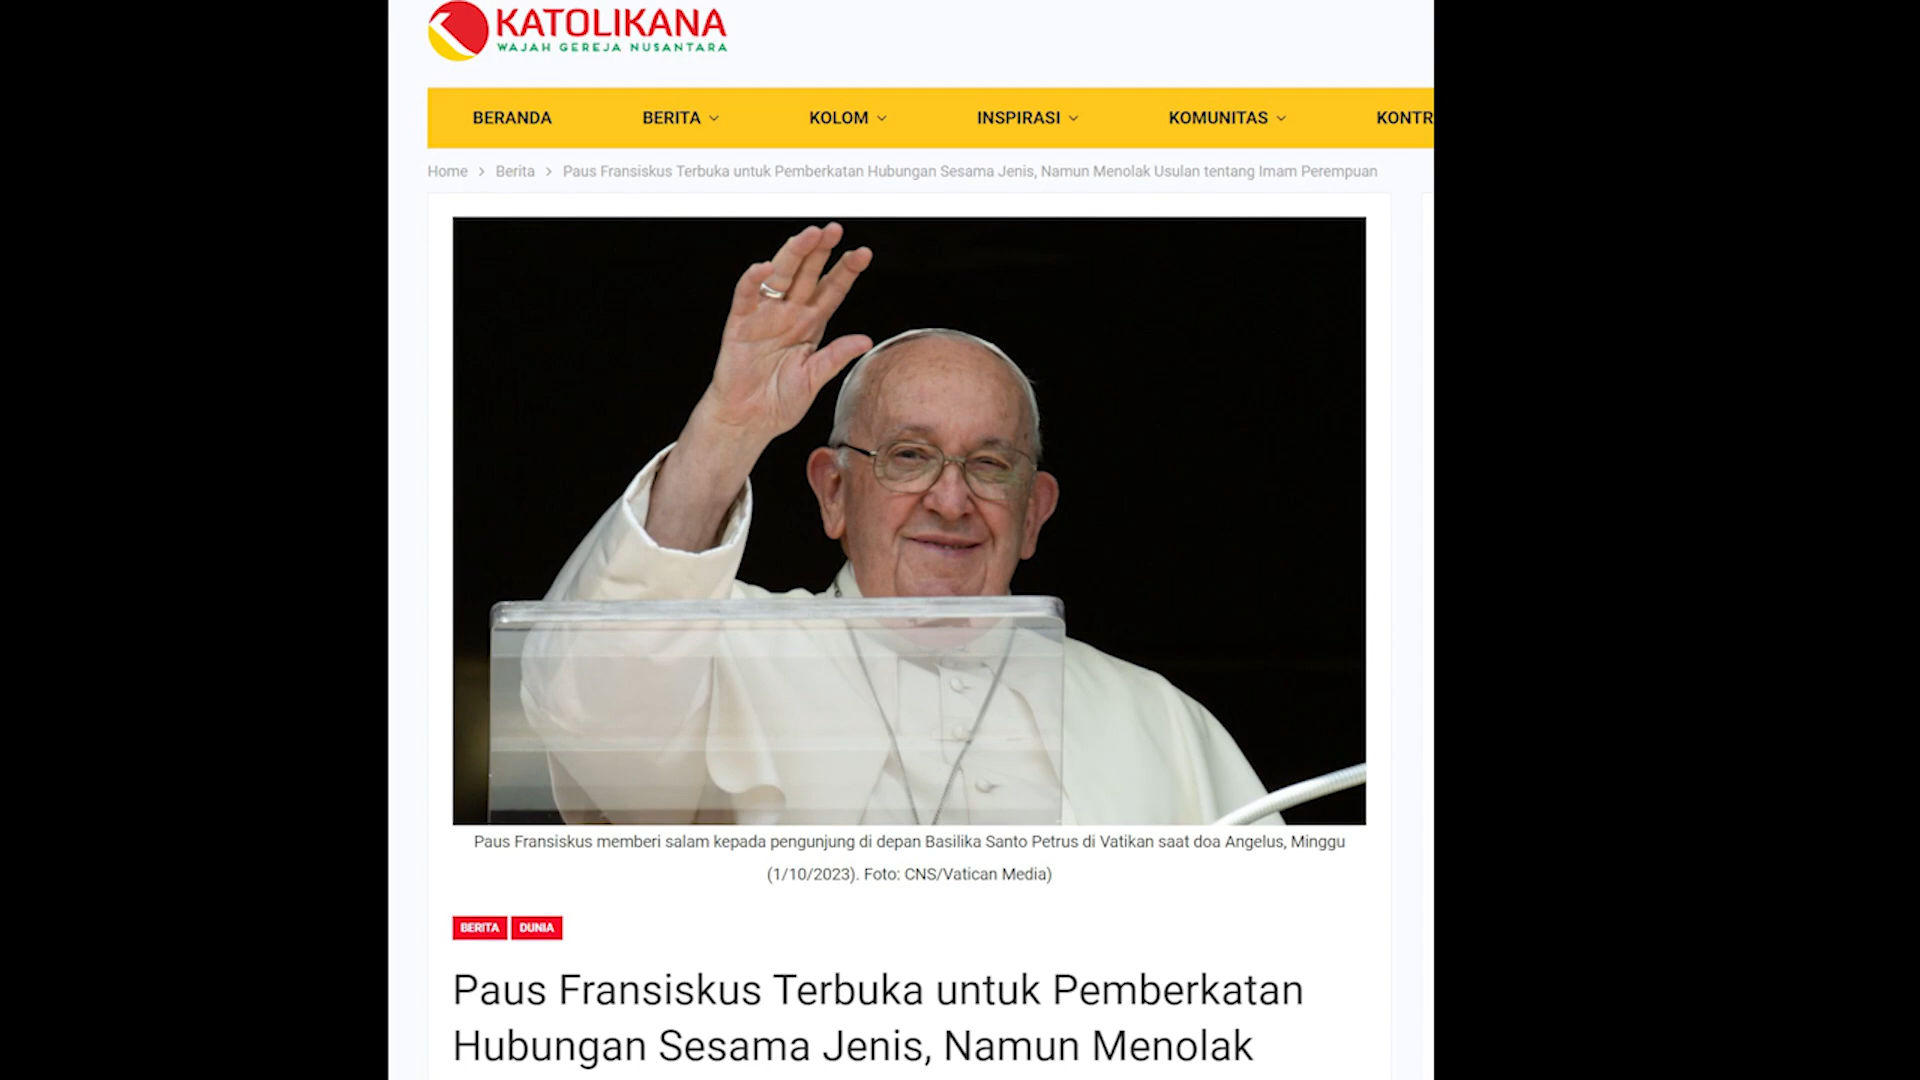 KATOLIKANA
WAJAH GEREJA NUSANTARA
BERANDA BERITA KOLOM INSPIRASI KOMUNITAS KONTR
Home > Berita > Paus Fransiskus Terbuka untuk Pemberkatan Hubungan Sesama Jenis, Namun Menolak Usulan tentang Imam Perempuan
Paus Fransiskus memberi salam kepada pengunjung di depan Basilika Santo Petrus di Vatikan saat doa Angelus, Minggu
(1/10/2023). Foto: CNS/Vatican Media)
BERITA DUNIA
Paus Fransiskus Terbuka untuk Pemberkatan
Hubungan Sesama Jenis, Namun Menolak